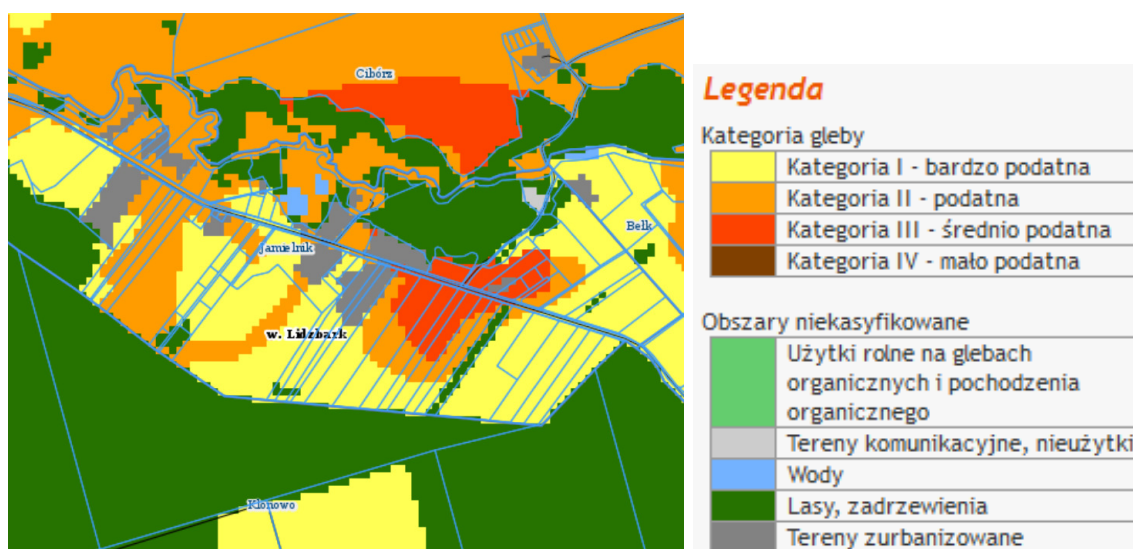 Cibórz
Jamielnik
Bełk
w. Lidzbark
Klonowo
Legenda
Kategoria gleby
Kategoria I - bardzo podatna
Kategoria II - podatna
Kategoria III - średnio podatna
Kategoria IV - mało podatna
Obszary niekasyfikowane
Użytki rolne na glebach
organicznych i pochodzenia
organicznego
Tereny komunikacyjne, nieużytki
Wody
Lasy, zadrzewienia
Tereny zurbanizowane